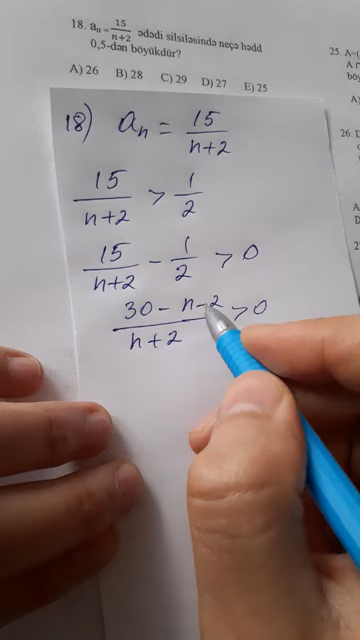 18. aₙ = 15/n+2 ədədi silsiləsində neçə hədd
0,5-dən böyükdür?
A) 26 B) 28 C) 29 D) 27 E) 25
25. A=(
A ∩
böy
A)
26. D
A
18) aₙ = 15/n+2
15/n+2 > 1/2
15/n+2 - 1/2 > 0
30 - n - 2/n+2 > 0